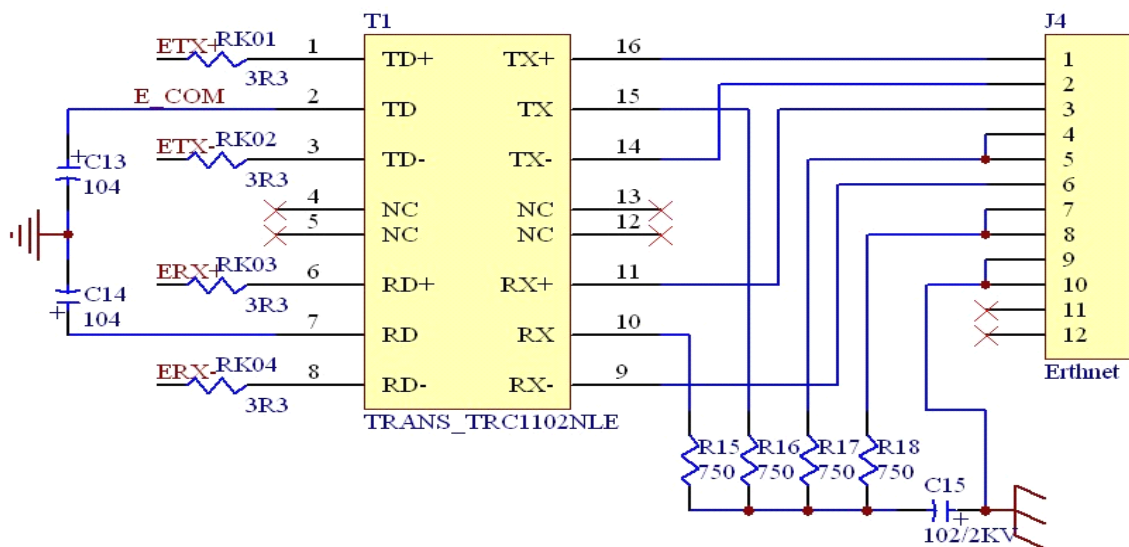 T1
J4
ETX+ RK01 1 TD+ TX+ 16 1
3R3 2
E_COM 2 TD TX 15 3
4
ETX- RK02 3 TD- TX- 14 5
C13
3R3 6
104
4 NC NC 13 7
5 NC NC 12 8
9
ERX+ RK03 6 RD+ RX+ 11 10
C14 3R3 11
104 7 RD RX 10 12
ERX- RK04 8 RD- RX- 9 Erthnet
3R3
TRANS_TRC1102NLE
R15 R16 R17 R18
750 750 750 750
C15
+
102/2KV
+
+